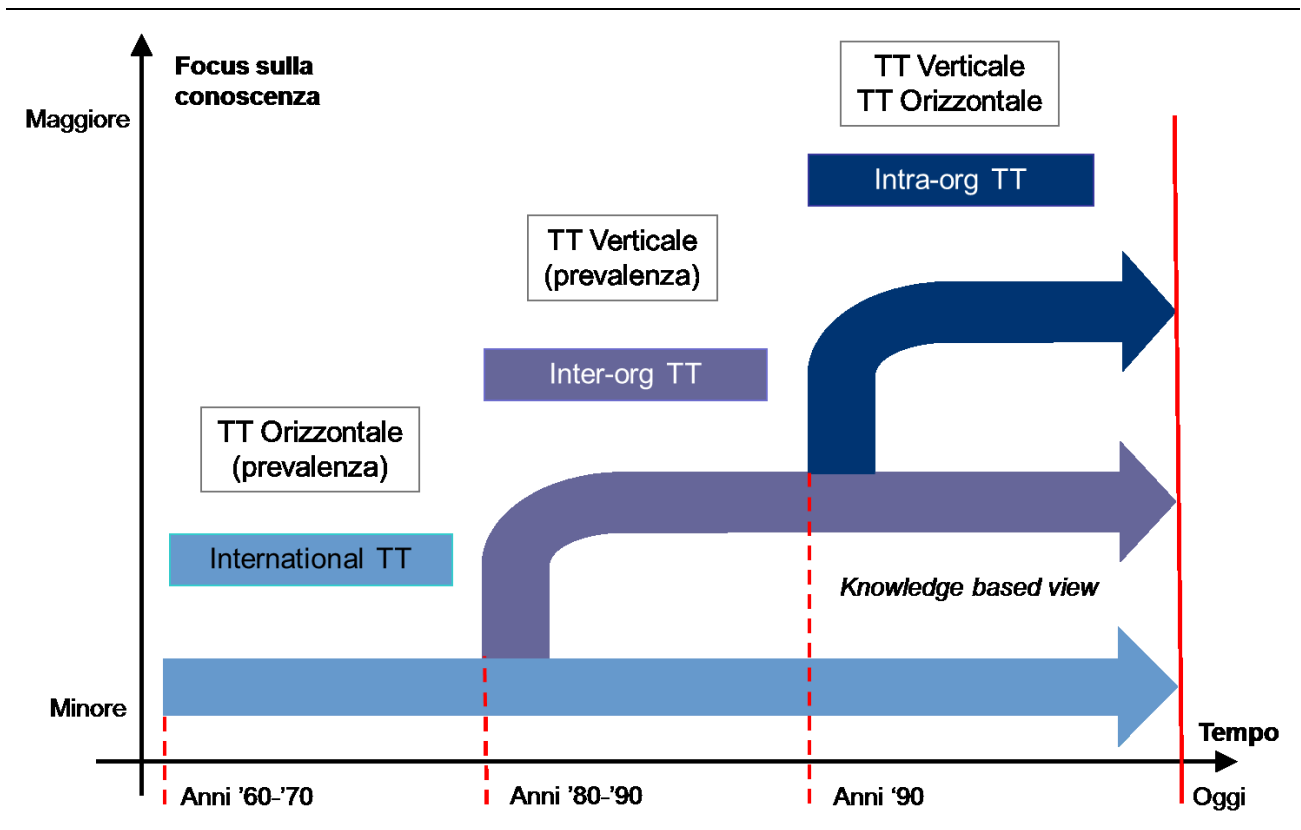 Focus sulla
conoscenza
Maggiore
TT Verticale
TT Orizzontale
Intra-org TT
TT Verticale
(prevalenza)
Inter-org TT
TT Orizzontale
(prevalenza)
International TT
Knowledge based view
Minore
Tempo
Anni '60-'70
Anni '80-'90
Anni ‘90
Oggi